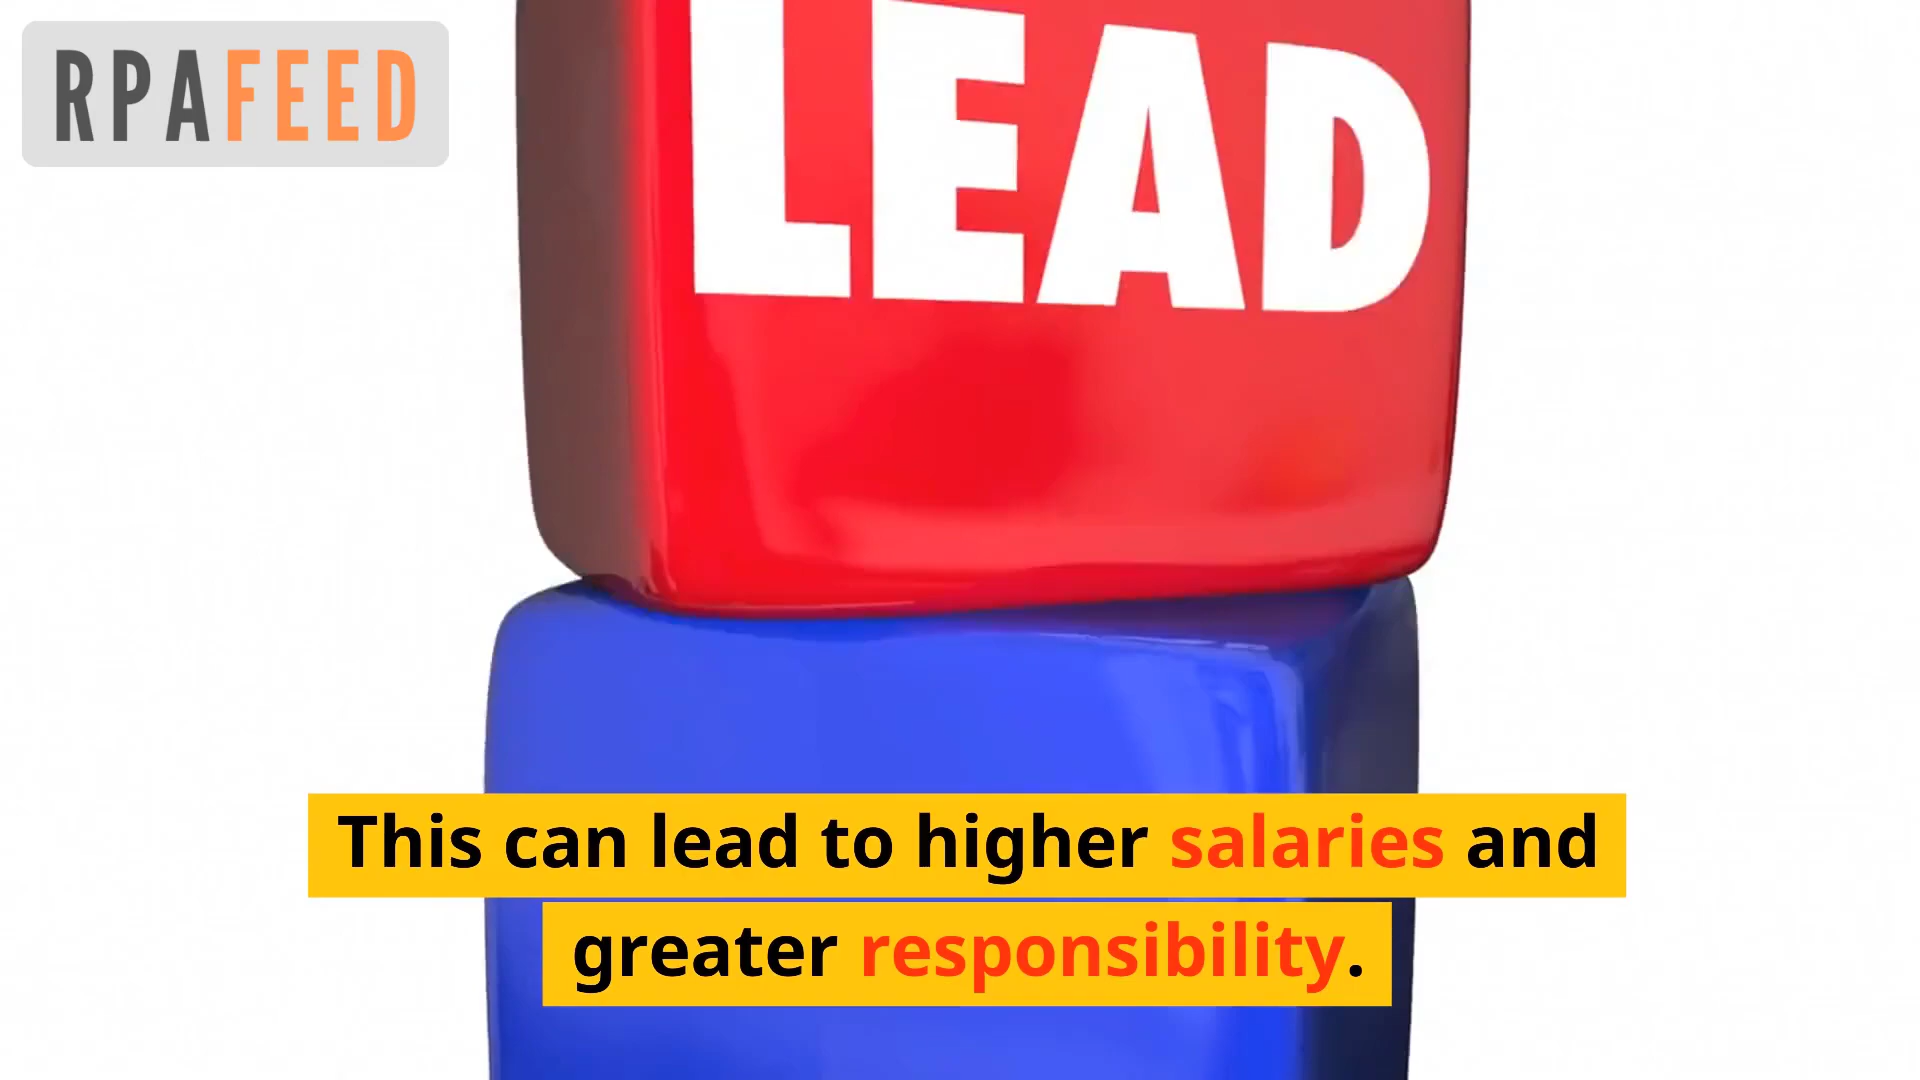 RPAFEED
LEAD
This can lead to higher salaries and
greater responsibility.